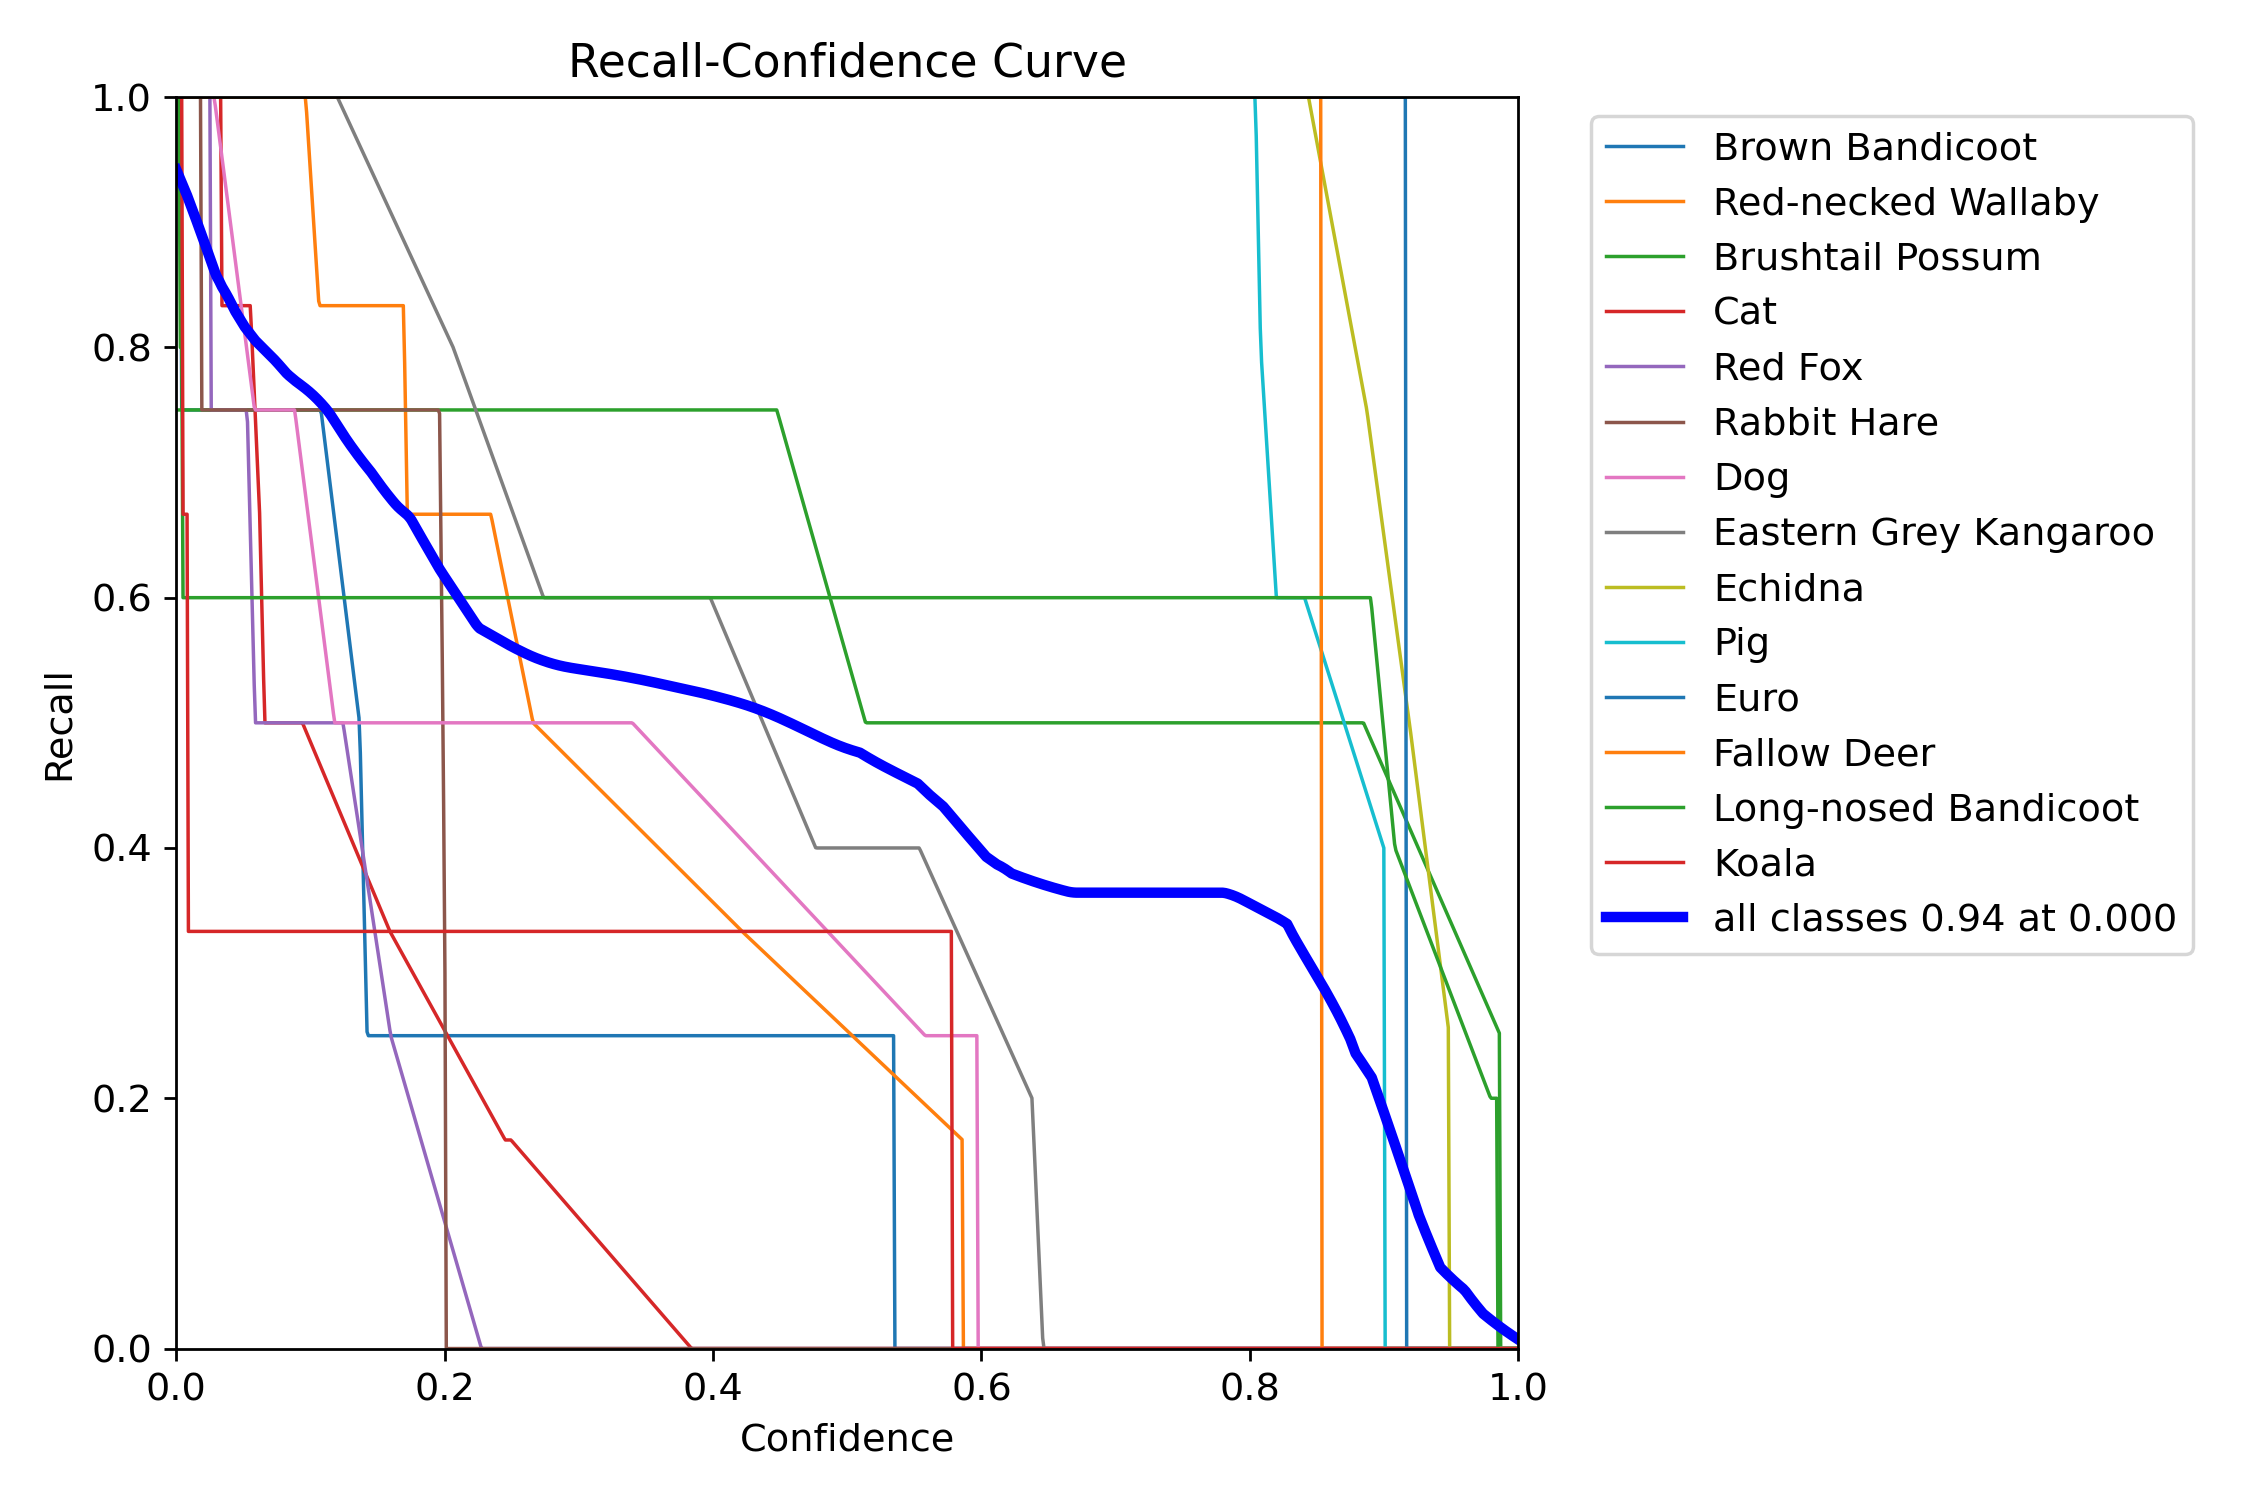 Recall-Confidence Curve
1.0
0.8
0.6
0.4
0.2
0.0
Recall
0.0 0.2 0.4 0.6 0.8 1.0
Confidence
Brown Bandicoot
Red-necked Wallaby
Brushtail Possum
Cat
Red Fox
Rabbit Hare
Dog
Eastern Grey Kangaroo
Echidna
Pig
Euro
Fallow Deer
Long-nosed Bandicoot
Koala
all classes 0.94 at 0.000